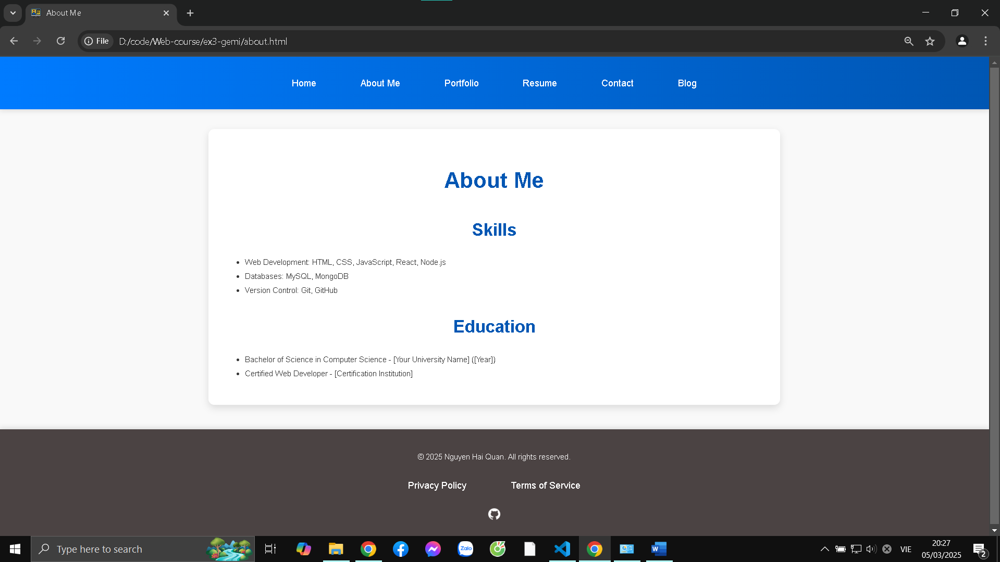 About Me
File
D:/code/Web-course/ex3-gemi/about.html
Home About Me Portfolio Resume Contact Blog
About Me
Skills
Web Development: HTML, CSS, JavaScript, React, Node.js
Databases: MySQL, MongoDB
Version Control: Git, GitHub
Education
Bachelor of Science in Computer Science - [Your University Name] ([Year])
Certified Web Developer - [Certification Institution]
© 2025 Nguyen Hai Quan. All rights reserved.
Privacy Policy Terms of Service
Type here to search
Zalo
W
VIE
20:27
05/03/2025
2